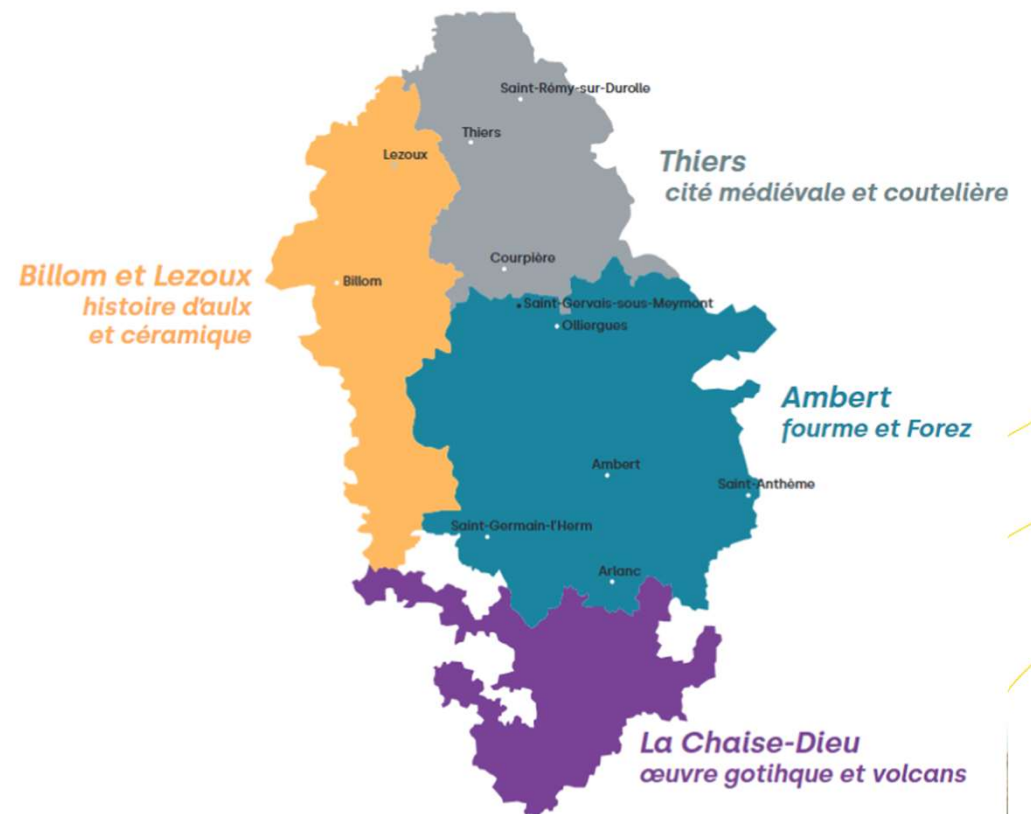 Saint-Rémy-sur-Durolle
Thiers
Lezoux
Thiers
cité médiévale et coutelière
Courpière
Billom et Lezoux
histoire d'aulx
et céramique
Billom
Saint-Gervais-sous-Meymont
Olliergues
Ambert
fourme et Forez
Ambert
Saint-Anthème
Saint-Germain-l'Herm
Arlanc
La Chaise-Dieu
œuvre gotihque et volcans